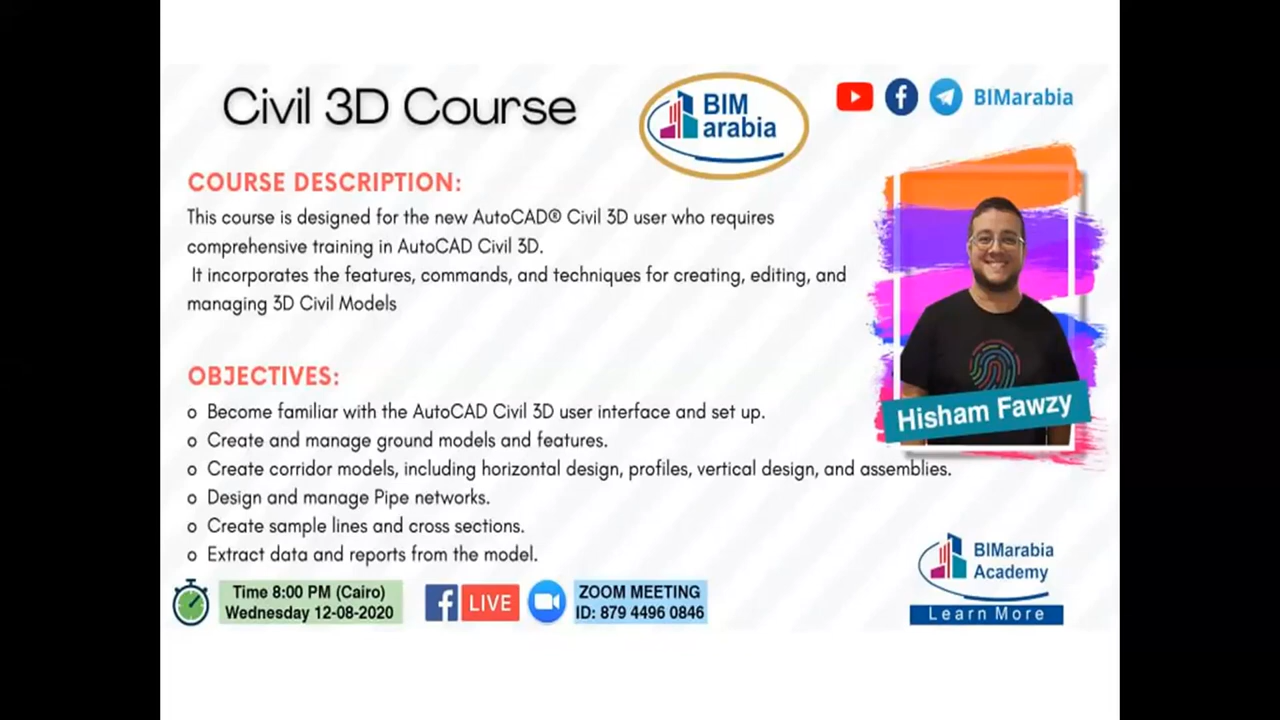 Civil 3D Course
BIM
arabia
BIMarabia
COURSE DESCRIPTION:
This course is designed for the new AutoCAD® Civil 3D user who requires
comprehensive training in AutoCAD Civil 3D.
It incorporates the features, commands, and techniques for creating, editing, and
managing 3D Civil Models
Hisham Fawzy
OBJECTIVES:
o Become familiar with the AutoCAD Civil 3D user interface and set up.
o Create and manage ground models and features.
o Create corridor models, including horizontal design, profiles, vertical design, and assemblies.
o Design and manage Pipe networks.
o Create sample lines and cross sections.
o Extract data and reports from the model.
Time 8:00 PM (Cairo)
Wednesday 12-08-2020
LIVE
ZOOM MEETING
ID: 879 4496 0846
BIMarabia
Academy
Learn More